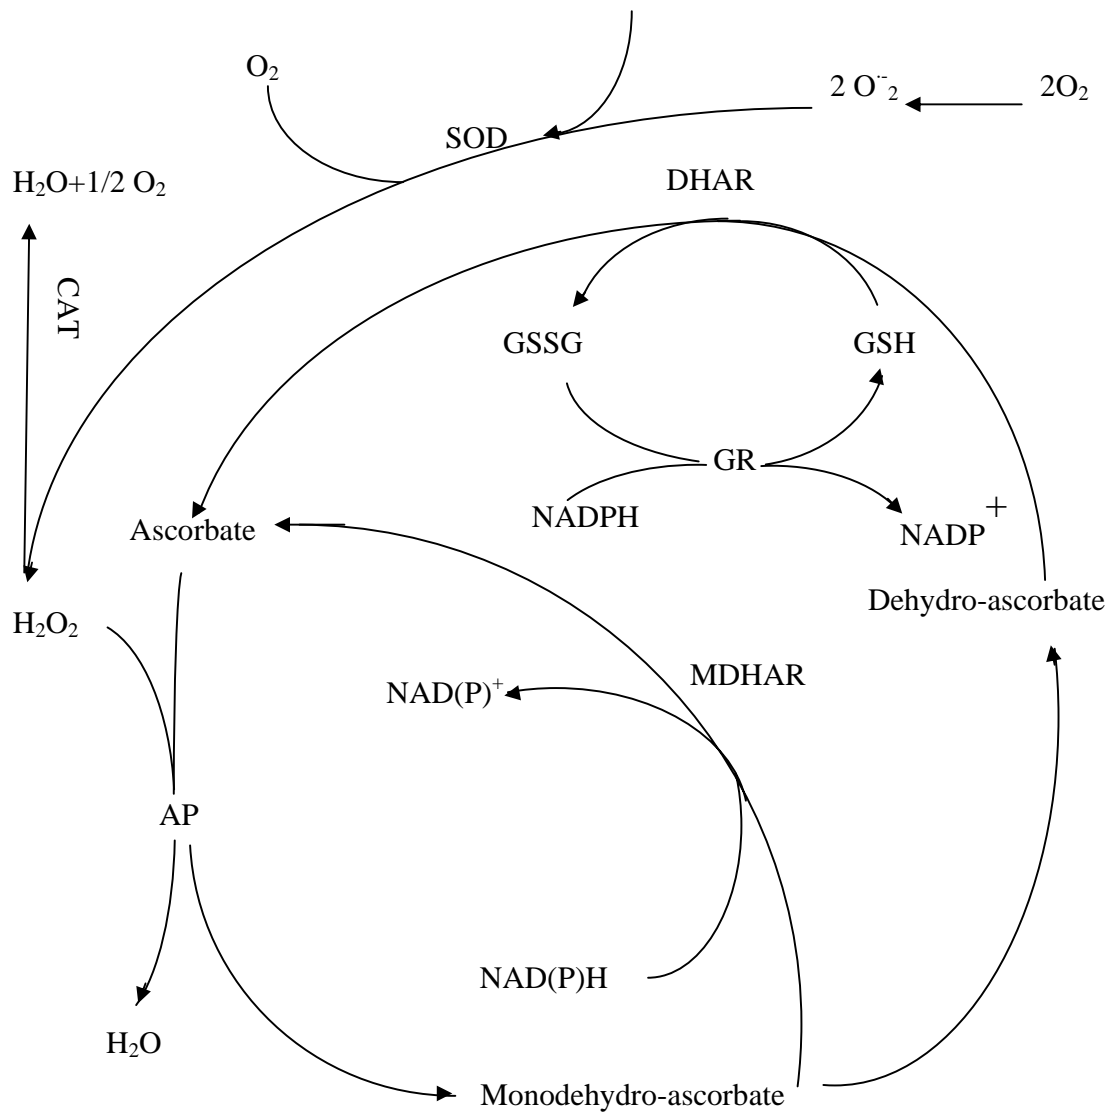 O₂
2 O˙⁻₂
2O₂
SOD
H₂O+1/2 O₂
DHAR
CAT
GSSG
GSH
GR
NADPH
NADP⁺
Ascorbate
Dehydro-ascorbate
H₂O₂
MDHAR
NAD(P)⁺
AP
NAD(P)H
H₂O
Monodehydro-ascorbate